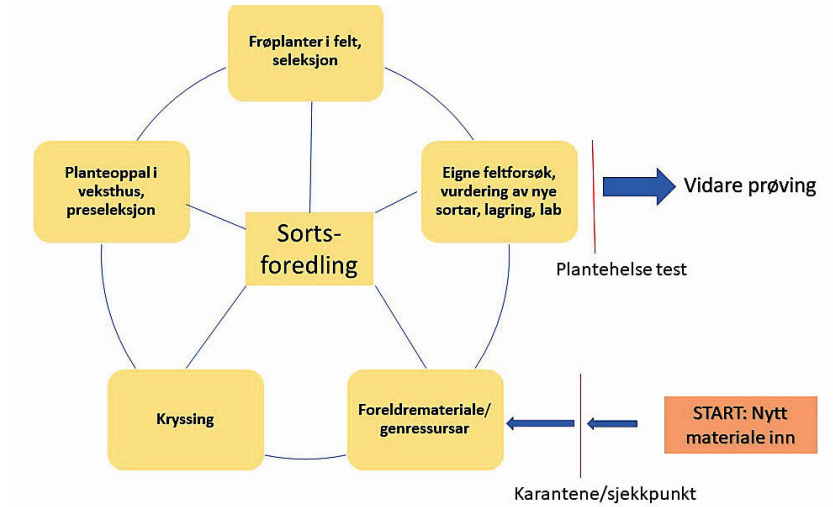 Frøplanter i felt,
seleksjon
Planteoppal i
veksthus,
preseleksjon
Eigne feltforsøk,
vurdering av nye
sortar, lagring, lab
Vidare prøving
Sorts-
foredling
Plantehelse test
Kryssing
Foreldremateriale/
genressursar
START: Nytt
materiale inn
Karantene/sjekkpunkt